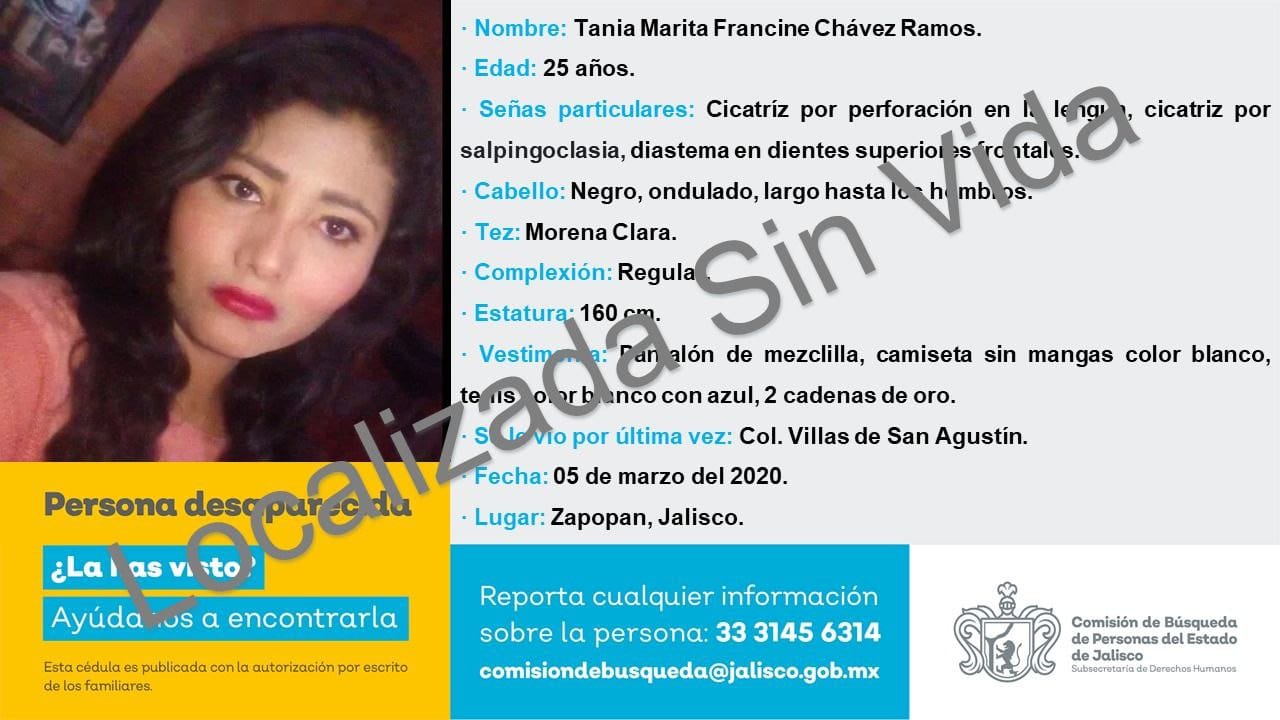 · Nombre: Tania Marita Francine Chávez Ramos.
· Edad: 25 años.
· Señas particulares: Cicatríz por perforación en la lengua, cicatriz por
salpingoclasia, diastema en dientes superiores frontales.
· Cabello: Negro, ondulado, largo hasta los hombros.
· Tez: Morena Clara.
· Complexión: Regular.
· Estatura: 160 cm.
· Vestimenta: Pantalón de mezclilla, camiseta sin mangas color blanco,
tenis color blanco con azul, 2 cadenas de oro.
· Se le vio por última vez: Col. Villas de San Agustín.
· Fecha: 05 de marzo del 2020.
· Lugar: Zapopan, Jalisco.
Localizada Sin Vida
Persona desaparecida
¿La has visto?
Ayúdanos a encontrarla
Esta cédula es publicada con la autorización por escrito
de los familiares.
Reporta cualquier información
sobre la persona: 33 3145 6314
comisiondebusqueda@jalisco.gob.mx
Comisión de Búsqueda
de Personas del Estado
de Jalisco
Subsecretaría de Derechos Humanos